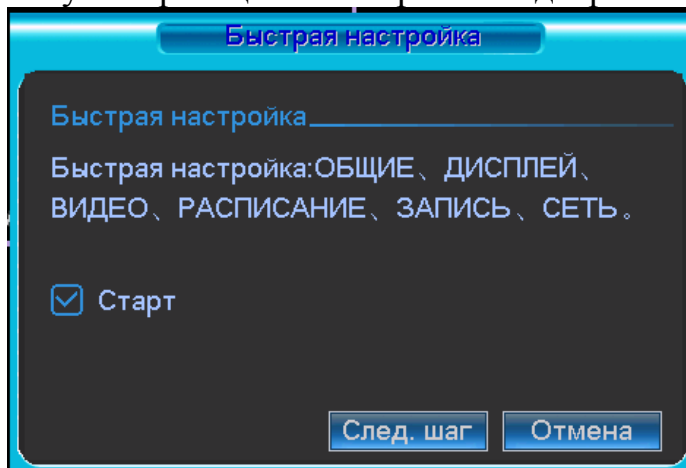 Быстрая настройка
Быстрая настройка
Быстрая настройка:ОБЩИЕ、ДИСПЛЕЙ、
ВИДЕО、РАСПИСАНИЕ、ЗАПИСЬ、СЕТЬ。
Старт
След. шаг Отмена